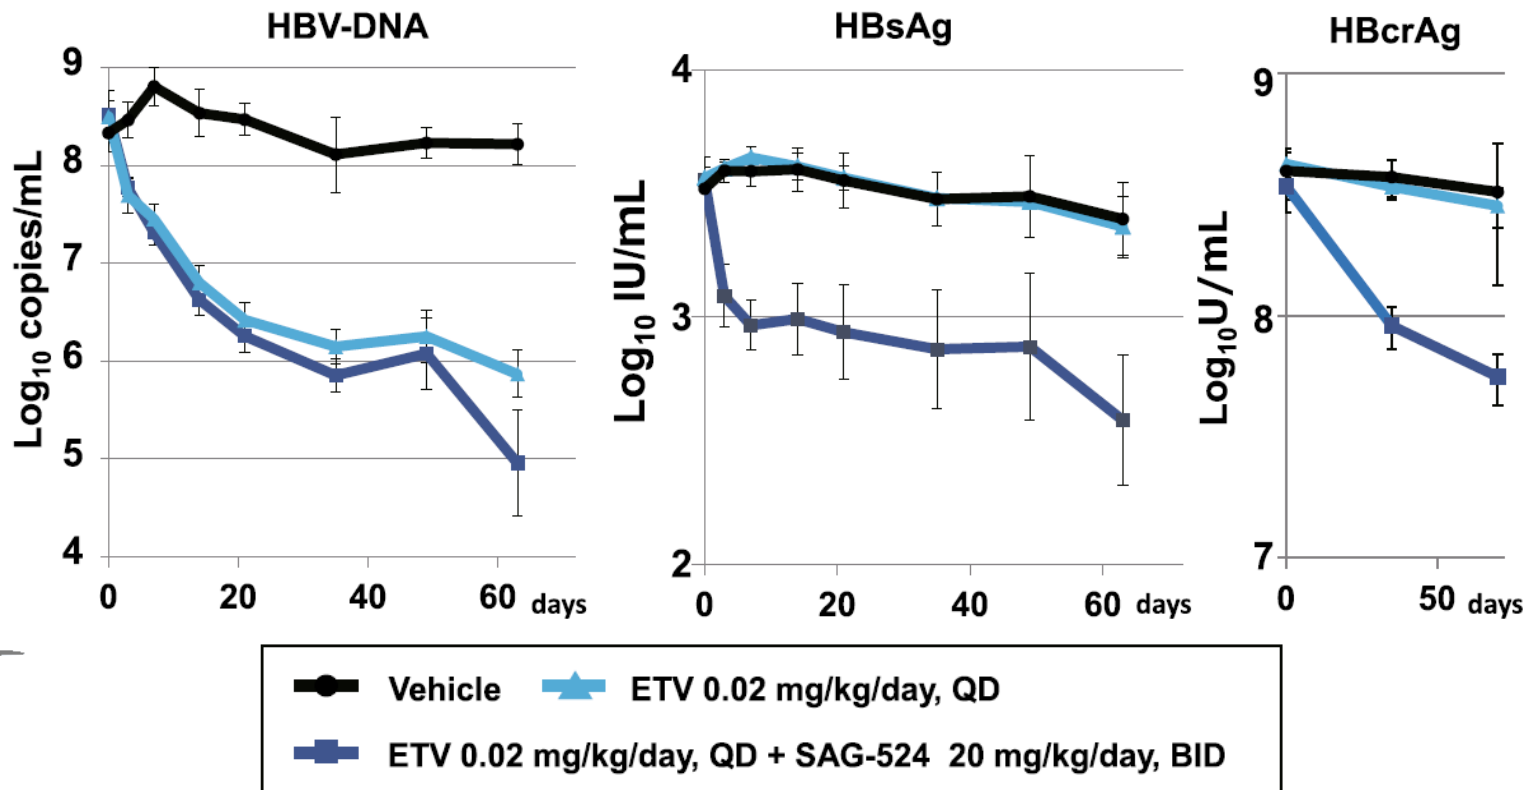 HBV-DNA
HBsAg
HBcrAg
Log10 copies/mL
9
8
7
6
5
4
0 20 40 60 days
Log10 IU/mL
4
3
2
0 20 40 60 days
Log10U/mL
9
8
7
0 50 days
Vehicle ETV 0.02 mg/kg/day, QD
ETV 0.02 mg/kg/day, QD + SAG-524 20 mg/kg/day, BID